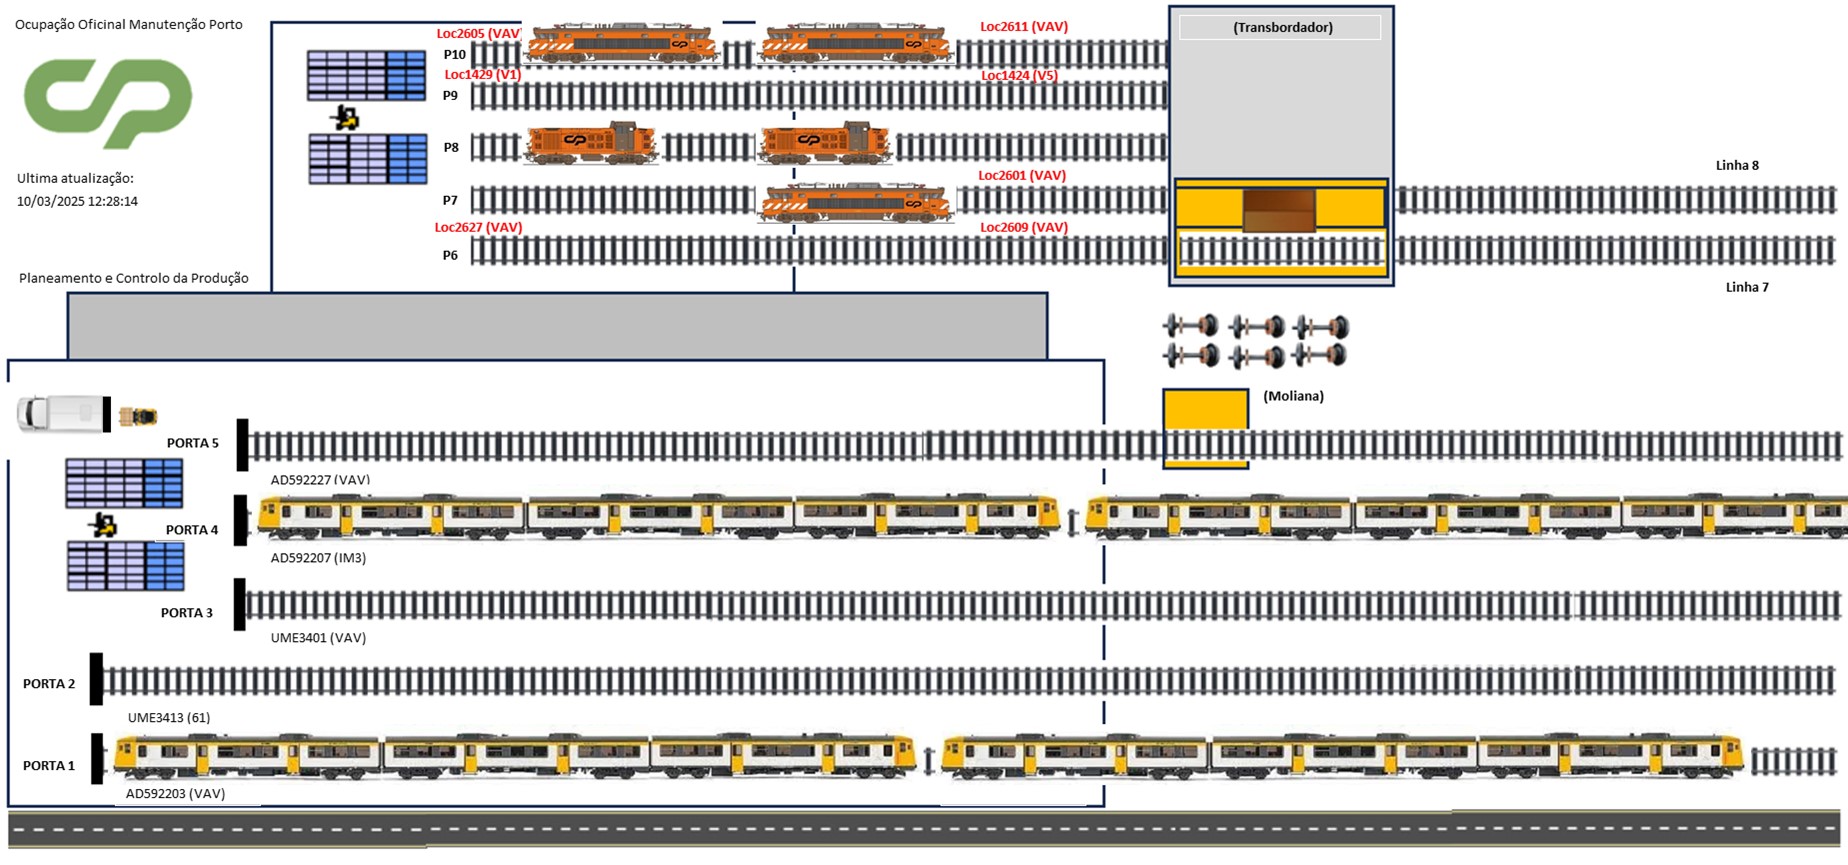 Ocupação Oficinal Manutenção Porto
cp
Ultima atualização:
10/03/2025 12:28:14
Planeamento e Controlo da Produção
Loc2605 (VAV)
Loc2611 (VAV)
P10
Loc1429 (V1)
Loc1424 (V5)
P9
P8
Loc2601 (VAV)
P7
Loc2627 (VAV)
Loc2609 (VAV)
P6
(Transbordador)
Linha 8
Linha 7
(Moliana)
PORTA 5
AD592227 (VAV)
PORTA 4
AD592207 (IM3)
PORTA 3
UME3401 (VAV)
PORTA 2
UME3413 (61)
PORTA 1
AD592203 (VAV)